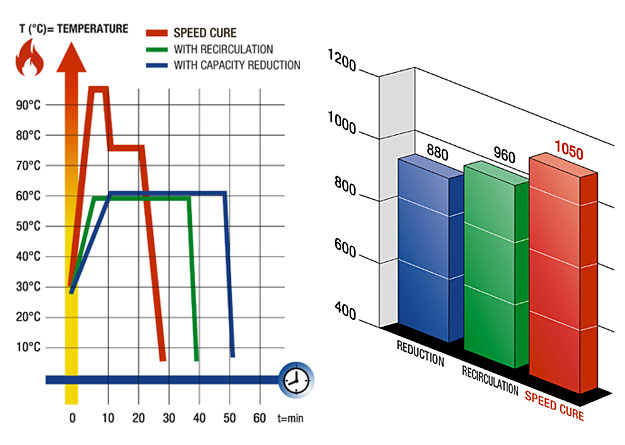 T (°C)= TEMPERATURE
SPEED CURE
WITH RECIRCULATION
WITH CAPACITY REDUCTION
90°C
80°C
70°C
60°C
50°C
40°C
30°C
20°C
10°C
0 10 20 30 40 50 60 t=min
1200
1000
800
600
400
880
960
1050
REDUCTION
RECIRCULATION
SPEED CURE